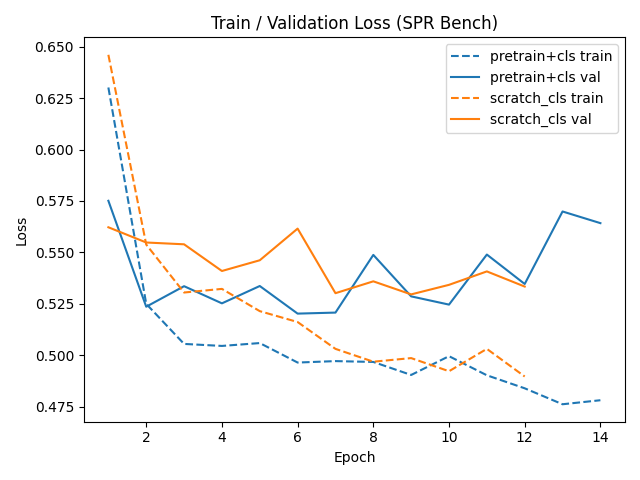 Train / Validation Loss (SPR Bench)
0.650
0.625
0.600
0.575
0.550
0.525
0.500
0.475
Loss
pretrain+cls train
pretrain+cls val
scratch_cls train
scratch_cls val
2 4 6 8 10 12 14
Epoch